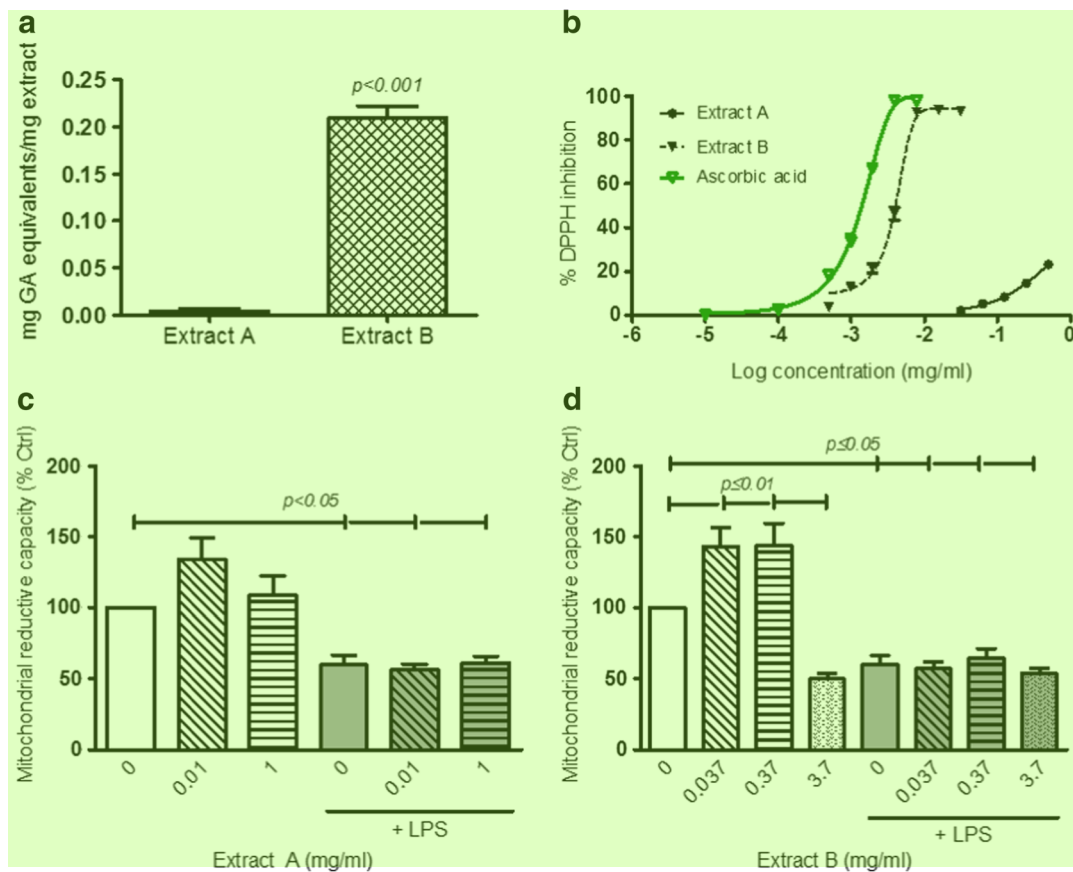 a
mg GA equivalents/mg extract
0.25
0.20
0.15
0.10
0.05
0.00
p<0.001
Extract A
Extract B
b
% DPPH inhibition
100
80
60
40
20
0
Extract A
Extract B
Ascorbic acid
-6 -5 -4 -3 -2 -1 0
Log concentration (mg/ml)
c
Mitochondrial reductive capacity (% Ctrl)
200
150
100
50
0
p<0.05
0 0.01 1 0 0.01 1
+ LPS
Extract A (mg/ml)
d
Mitochondrial reductive capacity (% Ctrl)
200
150
100
50
0
p≤0.05
p≤0.01
0 0.037 0.37 3.7 0 0.037 0.37 3.7
+ LPS
Extract B (mg/ml)